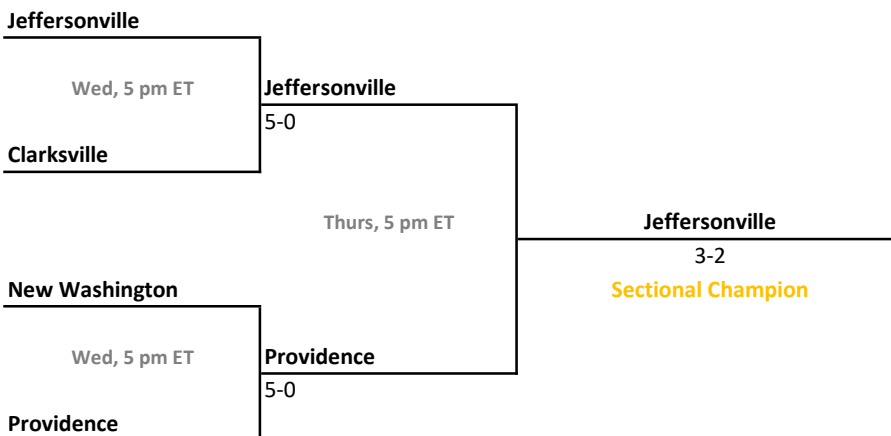 Jeffersonville
Wed, 5 pm ET
Jeffersonville
5-0
Clarksville
Thurs, 5 pm ET
Jeffersonville
3-2
New Washington
Sectional Champion
Wed, 5 pm ET
Providence
5-0
Providence